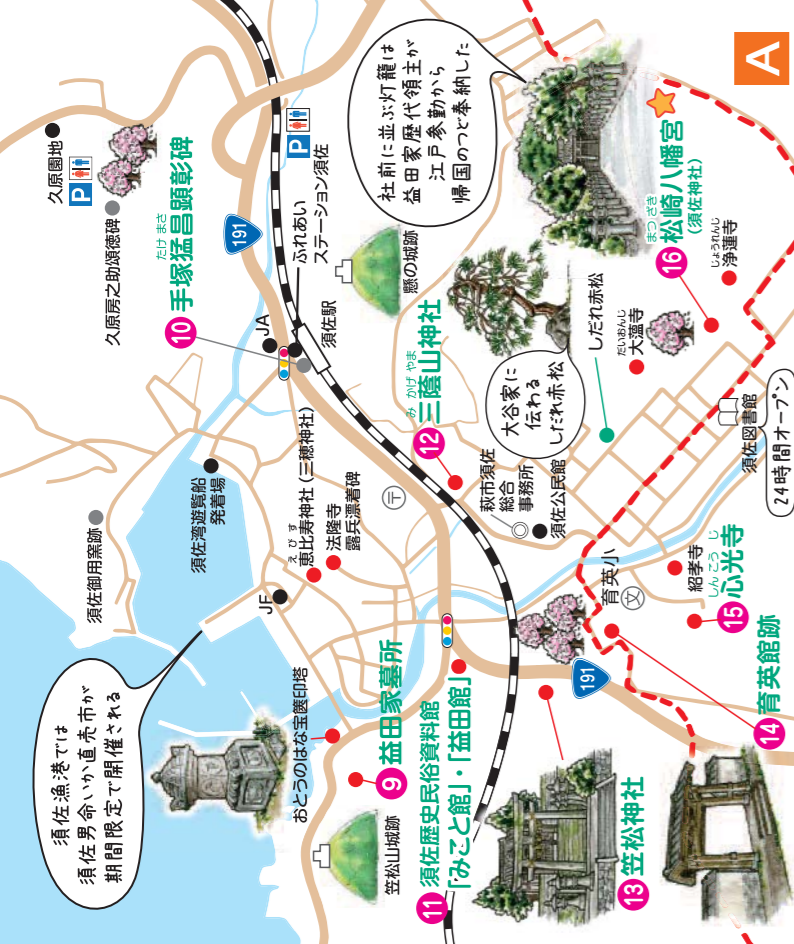 A
社前に並ぶ灯籠は
益田家歴代領主が
江戸参勤から
帰国のつど奉納した
久原園地
P
久原房之助頌徳碑
たけ まさ
10 手塚猛昌顕彰碑
191
P
ふれあい
ステーション須佐
JA
須佐駅
懸の城跡
まつ さき
16 松崎八幡宮
(須佐神社)
じょうれんじ
浄蓮寺
だいおんじ
大薀寺
しだれ赤松
大谷家に
伝わる
しだれ赤松
み かげ やま
12 三蔭山神社
萩市須佐
総合
事務所
須佐公民館
須佐図書館
24時間オープン
須佐湾遊覧船
発着場
須佐御用窯跡
え び す
恵比寿神社(三穂神社)
法隆寺
露兵漂着碑
JF
〒
須佐漁港では
須佐男命いか直売市が
期間限定で開催される
おとうのはな宝篋印塔
9 益田家墓所
笠松山城跡
11 須佐歴史民俗資料館
「みこと館」・「益田館」
191
育英小
文
紹孝寺
しん こう じ
15 心光寺
14 育英館跡
13 笠松神社